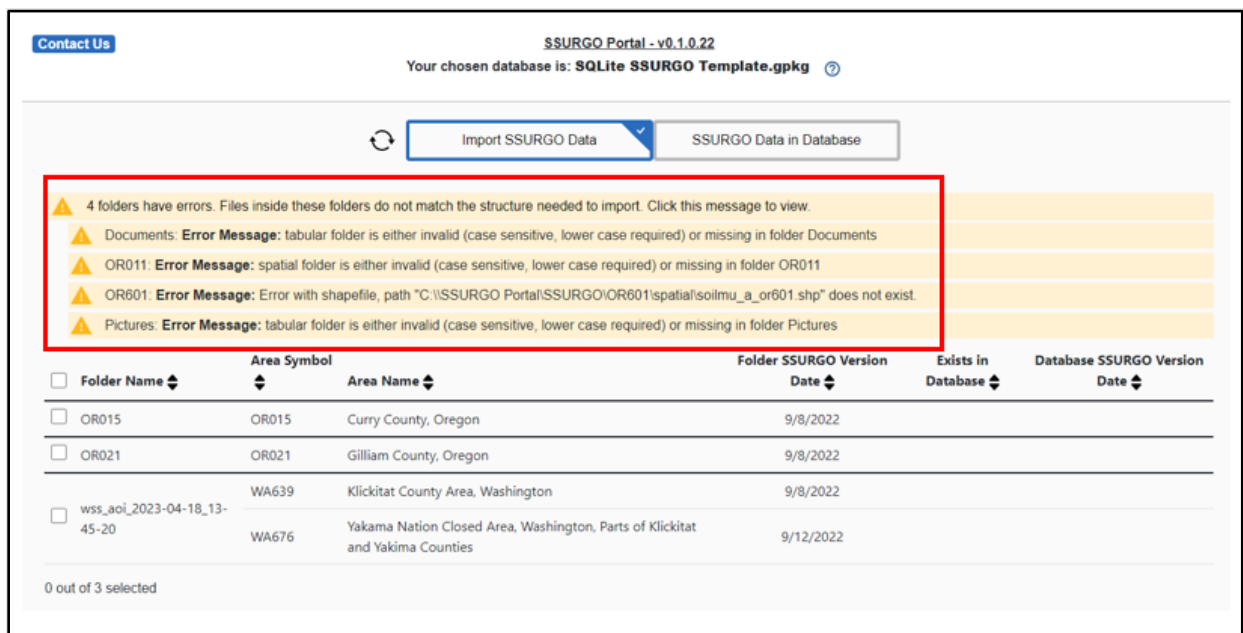 Contact Us
SSURGO Portal - v0.1.0.22
Your chosen database is: SQLite SSURGO Template.gpkg ?
Import SSURGO Data
SSURGO Data in Database
4 folders have errors. Files inside these folders do not match the structure needed to import. Click this message to view.
Documents: Error Message: tabular folder is either invalid (case sensitive, lower case required) or missing in folder Documents
OR011: Error Message: spatial folder is either invalid (case sensitive, lower case required) or missing in folder OR011
OR601: Error Message: Error with shapefile, path "C:\\SSURGO Portal\SSURGO\OR601\spatial\soilmu_a_or601.shp" does not exist.
Pictures: Error Message: tabular folder is either invalid (case sensitive, lower case required) or missing in folder Pictures
Folder Name
Area Symbol
Area Name
Folder SSURGO Version
Date
Exists in
Database
Database SSURGO Version
Date
OR015 OR015 Curry County, Oregon 9/8/2022
OR021 OR021 Gilliam County, Oregon 9/8/2022
wss_aoi_2023-04-18_13-
45-20
WA639 Klickitat County Area, Washington 9/8/2022
WA676 Yakama Nation Closed Area, Washington, Parts of Klickitat
and Yakima Counties
9/12/2022
0 out of 3 selected